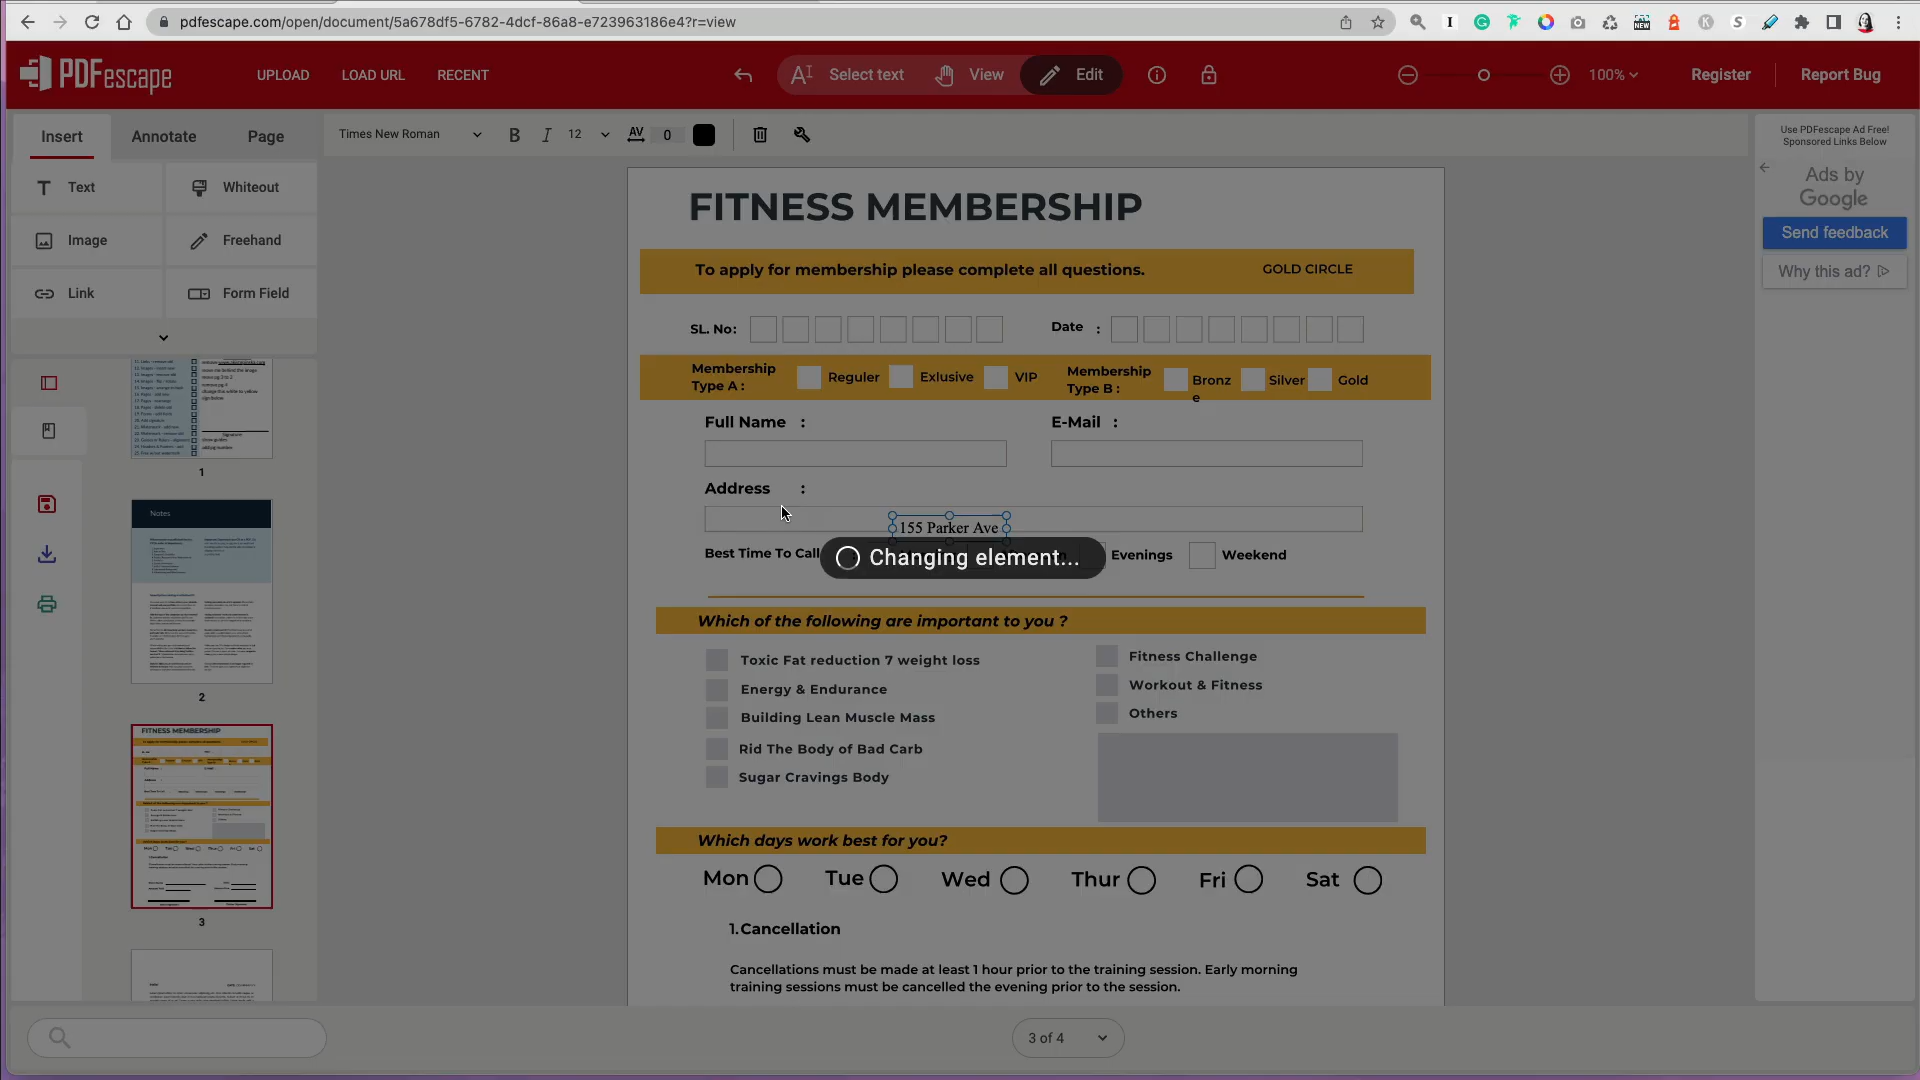 pdfescape.com/open/document/5a678df5-6782-4dcf-86a8-e723963186e4?r=view
PDFescape
UPLOAD LOAD URL RECENT
Select text View Edit
100%
Register Report Bug
Insert Annotate Page
Times New Roman B I 12 AV 0
Text Whiteout
Image Freehand
Link Form Field
Use PDFescape Ad Free!
Sponsored Links Below
Ads by
Google
Send feedback
Why this ad?
1
Notes
2
FITNESS MEMBERSHIP
3
FITNESS MEMBERSHIP
To apply for membership please complete all questions. GOLD CIRCLE
SL. No: Date :
Membership
Type A : Reguler Exlusive VIP
Membership
Type B : Bronz
e Silver Gold
Full Name : E-Mail :
Address :
155 Parker Ave
Best Time To Call Evenings Weekend
Changing element...
Which of the following are important to you ?
Toxic Fat reduction 7 weight loss
Energy & Endurance
Building Lean Muscle Mass
Rid The Body of Bad Carb
Sugar Cravings Body
Fitness Challenge
Workout & Fitness
Others
Which days work best for you?
Mon Tue Wed Thur Fri Sat
1.Cancellation
Cancellations must be made at least 1 hour prior to the training session. Early morning
training sessions must be cancelled the evening prior to the session.
3 of 4